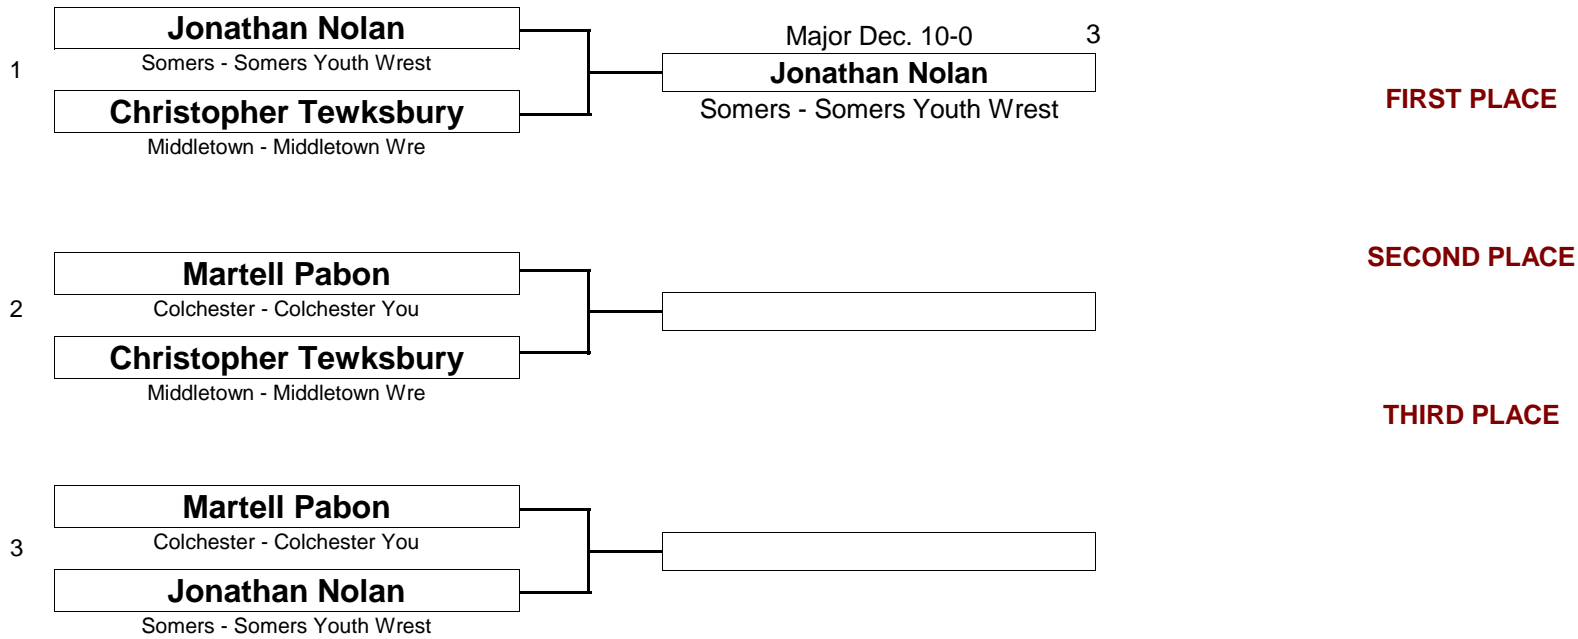 Jonathan Nolan
Somers - Somers Youth Wrest
1
Christopher Tewksbury
Middletown - Middletown Wre
Major Dec. 10-0 3
Jonathan Nolan
Somers - Somers Youth Wrest
FIRST PLACE
Martell Pabon
Colchester - Colchester You
2
Christopher Tewksbury
Middletown - Middletown Wre
SECOND PLACE
THIRD PLACE
Martell Pabon
Colchester - Colchester You
3
Jonathan Nolan
Somers - Somers Youth Wrest